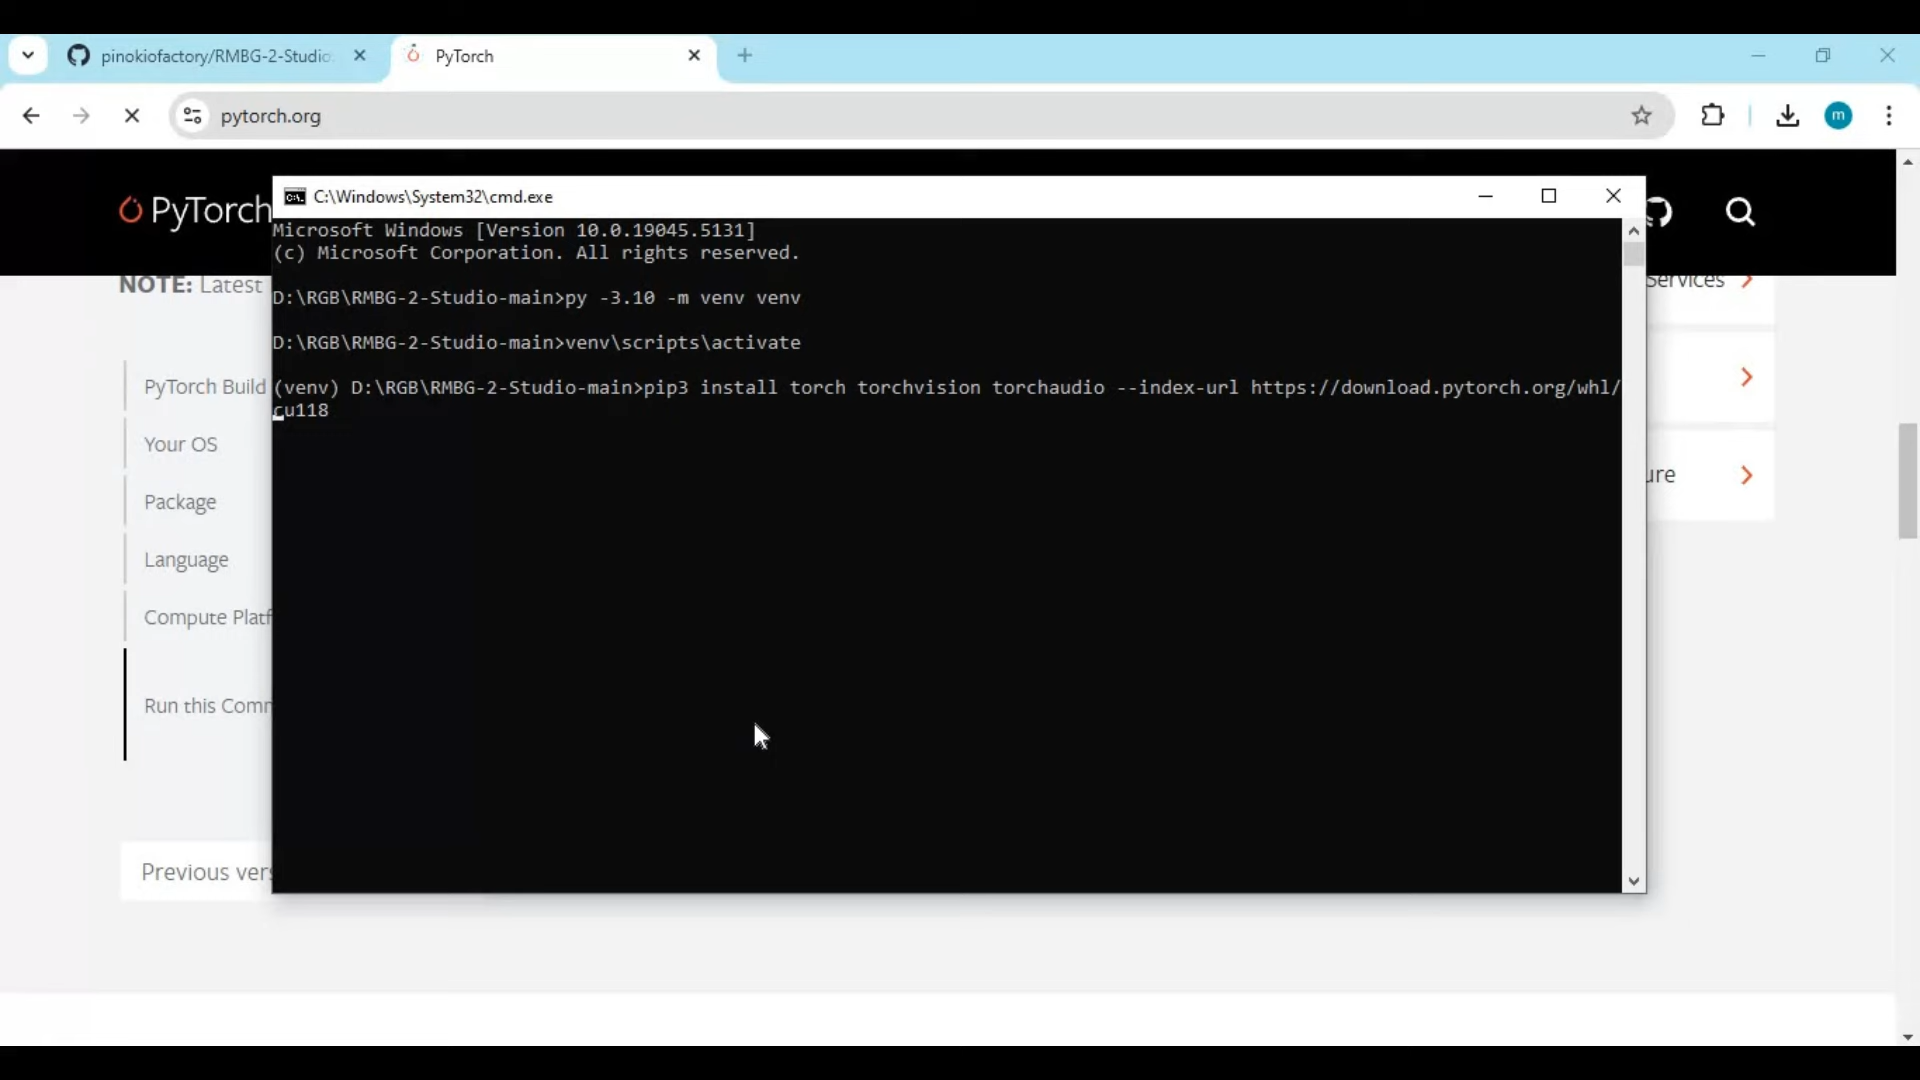 pinokiofactory/RMBG-2-Studio
PyTorch
pytorch.org
m
PyTorch
C:\Windows\System32\cmd.exe
Microsoft Windows [Version 10.0.19045.5131]
(c) Microsoft Corporation. All rights reserved.
D:\RGB\RMBG-2-Studio-main>py -3.10 -m venv venv
D:\RGB\RMBG-2-Studio-main>venv\scripts\activate
(venv) D:\RGB\RMBG-2-Studio-main>pip3 install torch torchvision torchaudio --index-url https://download.pytorch.org/whl/
cu118
NOTE: Latest
Services
PyTorch Build
Your OS
Package
Language
Compute Platf
Run this Comm
Previous vers
ure